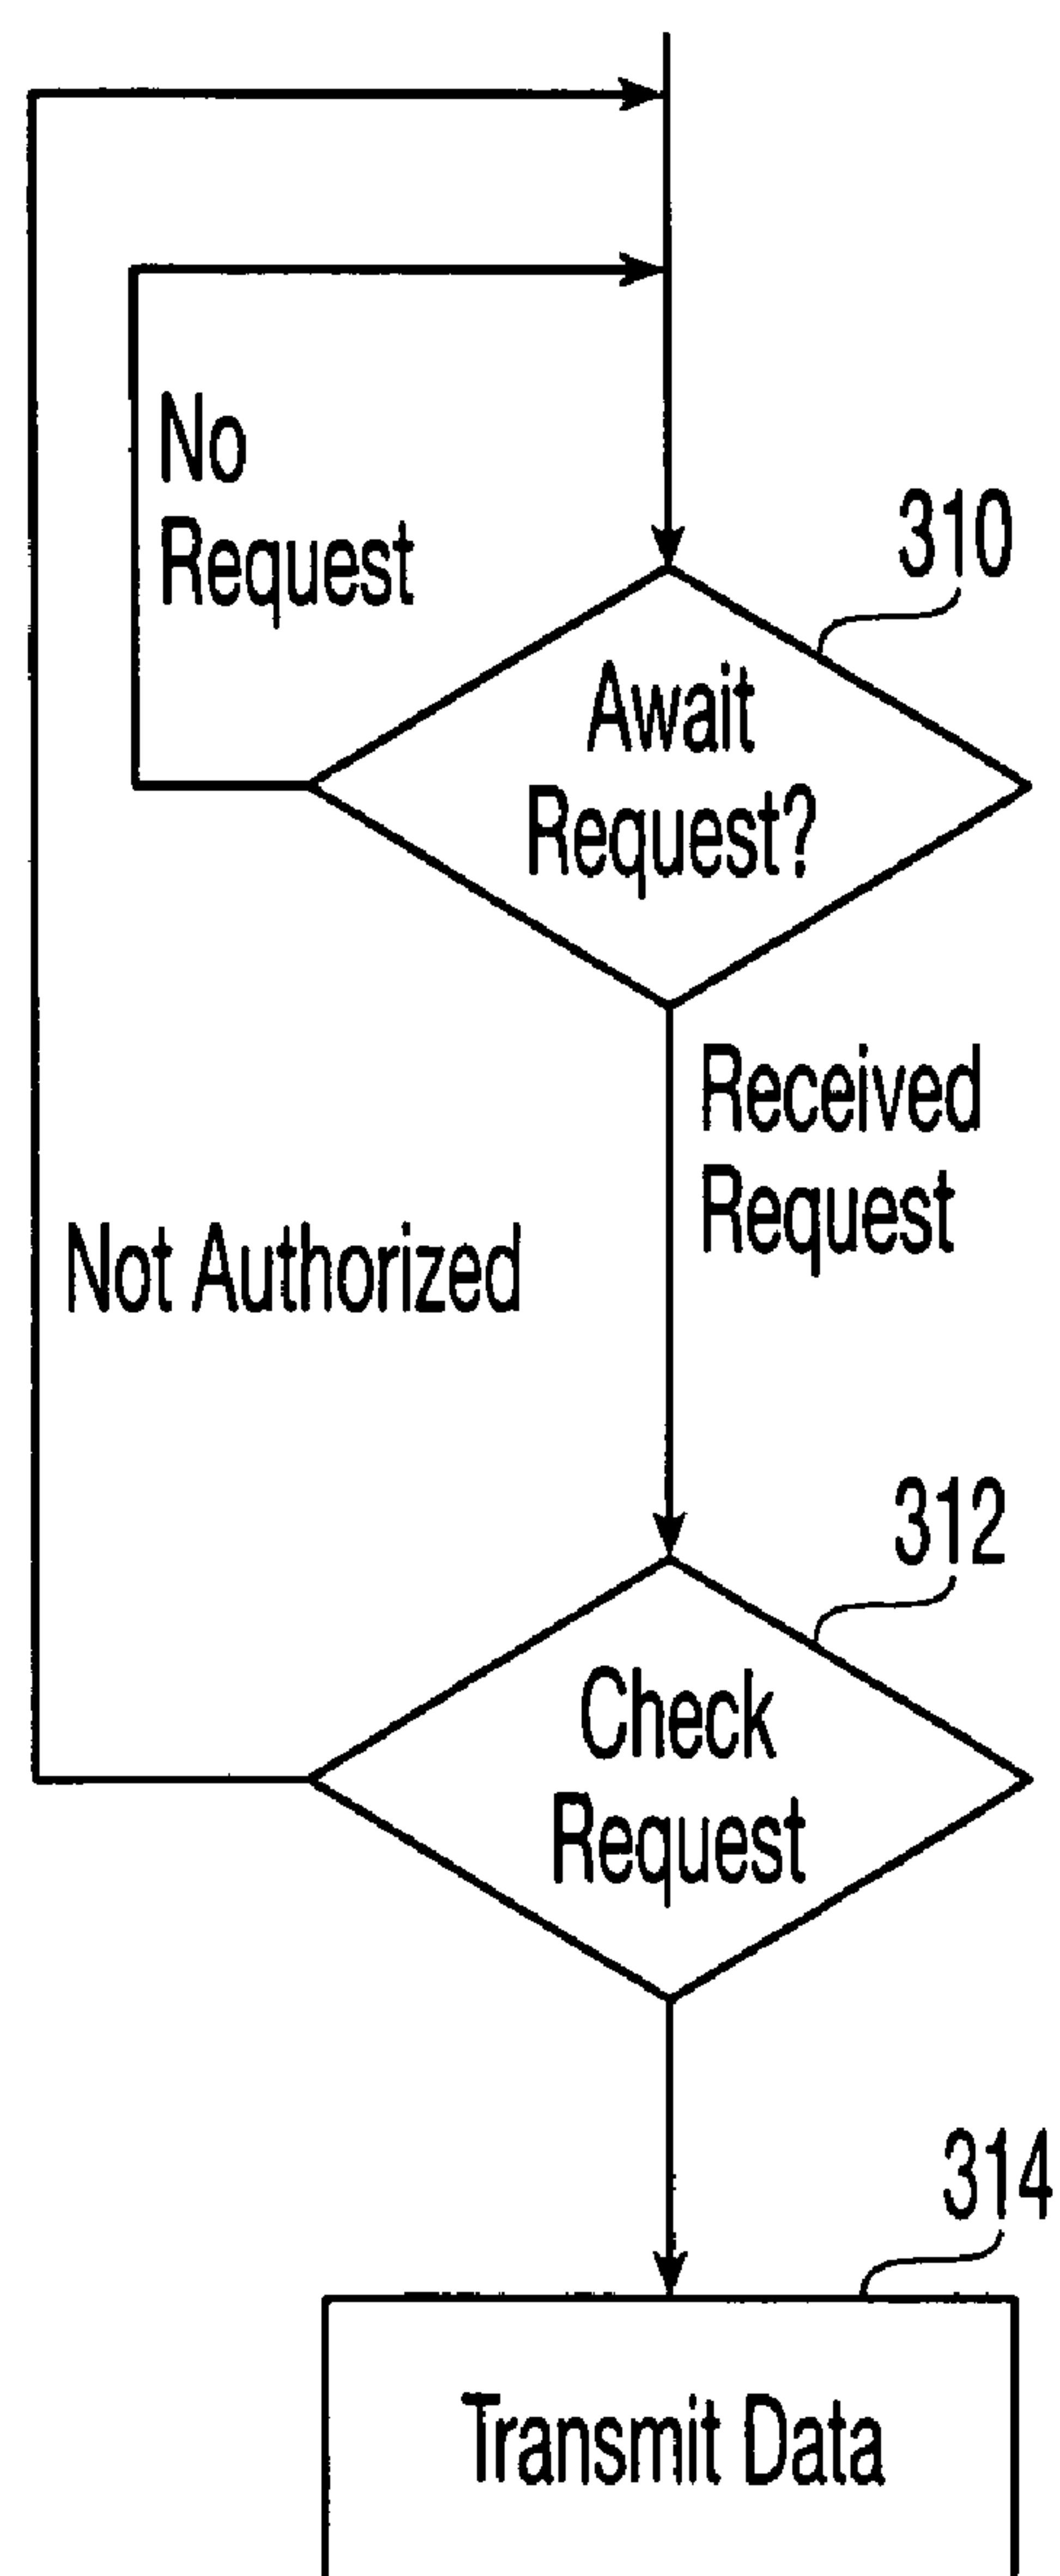 No
Request
310
Await
Request?
Received
Request
Not Authorized
312
Check
Request
314
Transmit Data